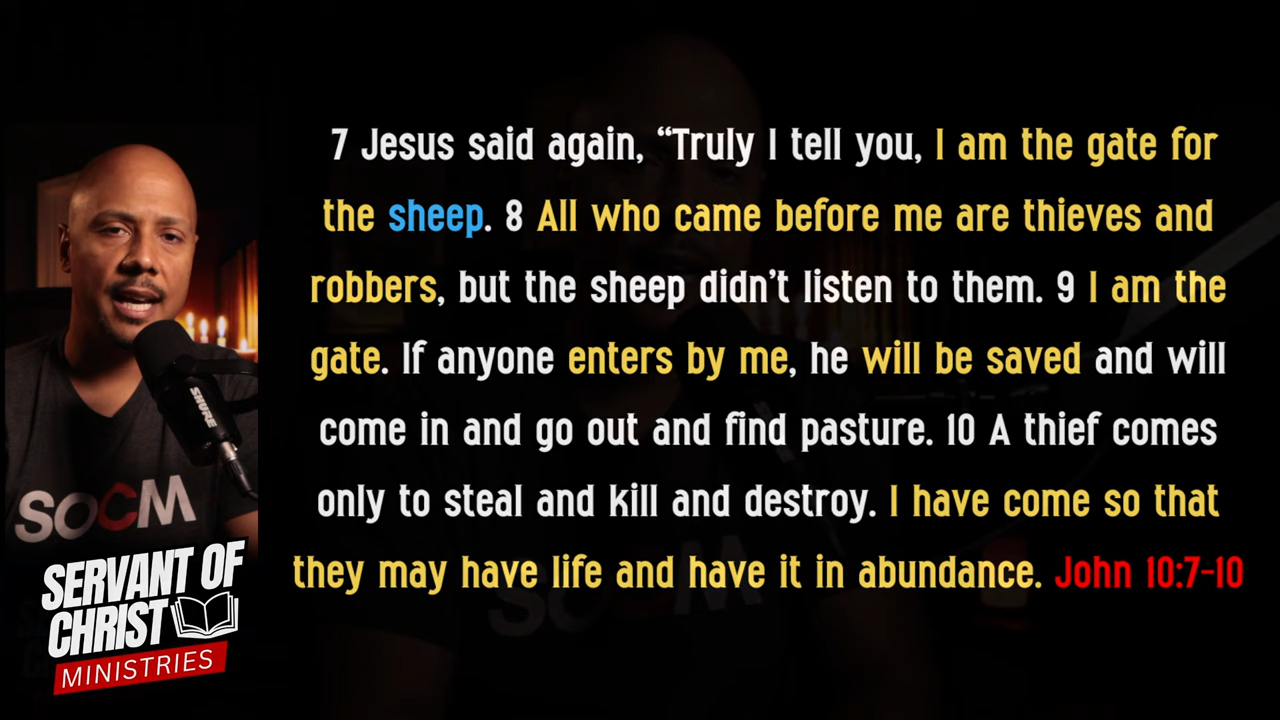 7 Jesus said again, “Truly I tell you, I am the gate for
the sheep. 8 All who came before me are thieves and
robbers, but the sheep didn’t listen to them. 9 I am the
gate. If anyone enters by me, he will be saved and will
come in and go out and find pasture. 10 A thief comes
only to steal and kill and destroy. I have come so that
they may have life and have it in abundance. John 10:7-10
SHURE
SOCM
SERVANT OF
CHRIST
MINISTRIES
SOCM